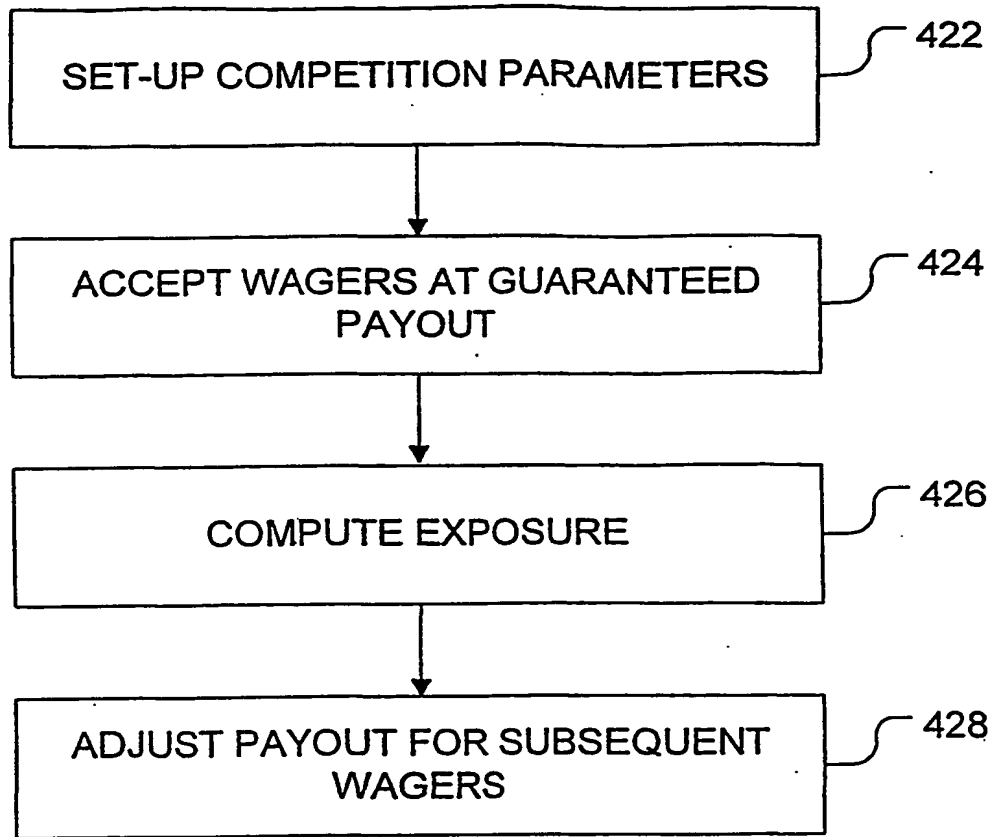 SET-UP COMPETITION PARAMETERS
422
ACCEPT WAGERS AT GUARANTEED
PAYOUT
424
COMPUTE EXPOSURE
426
ADJUST PAYOUT FOR SUBSEQUENT
WAGERS
428